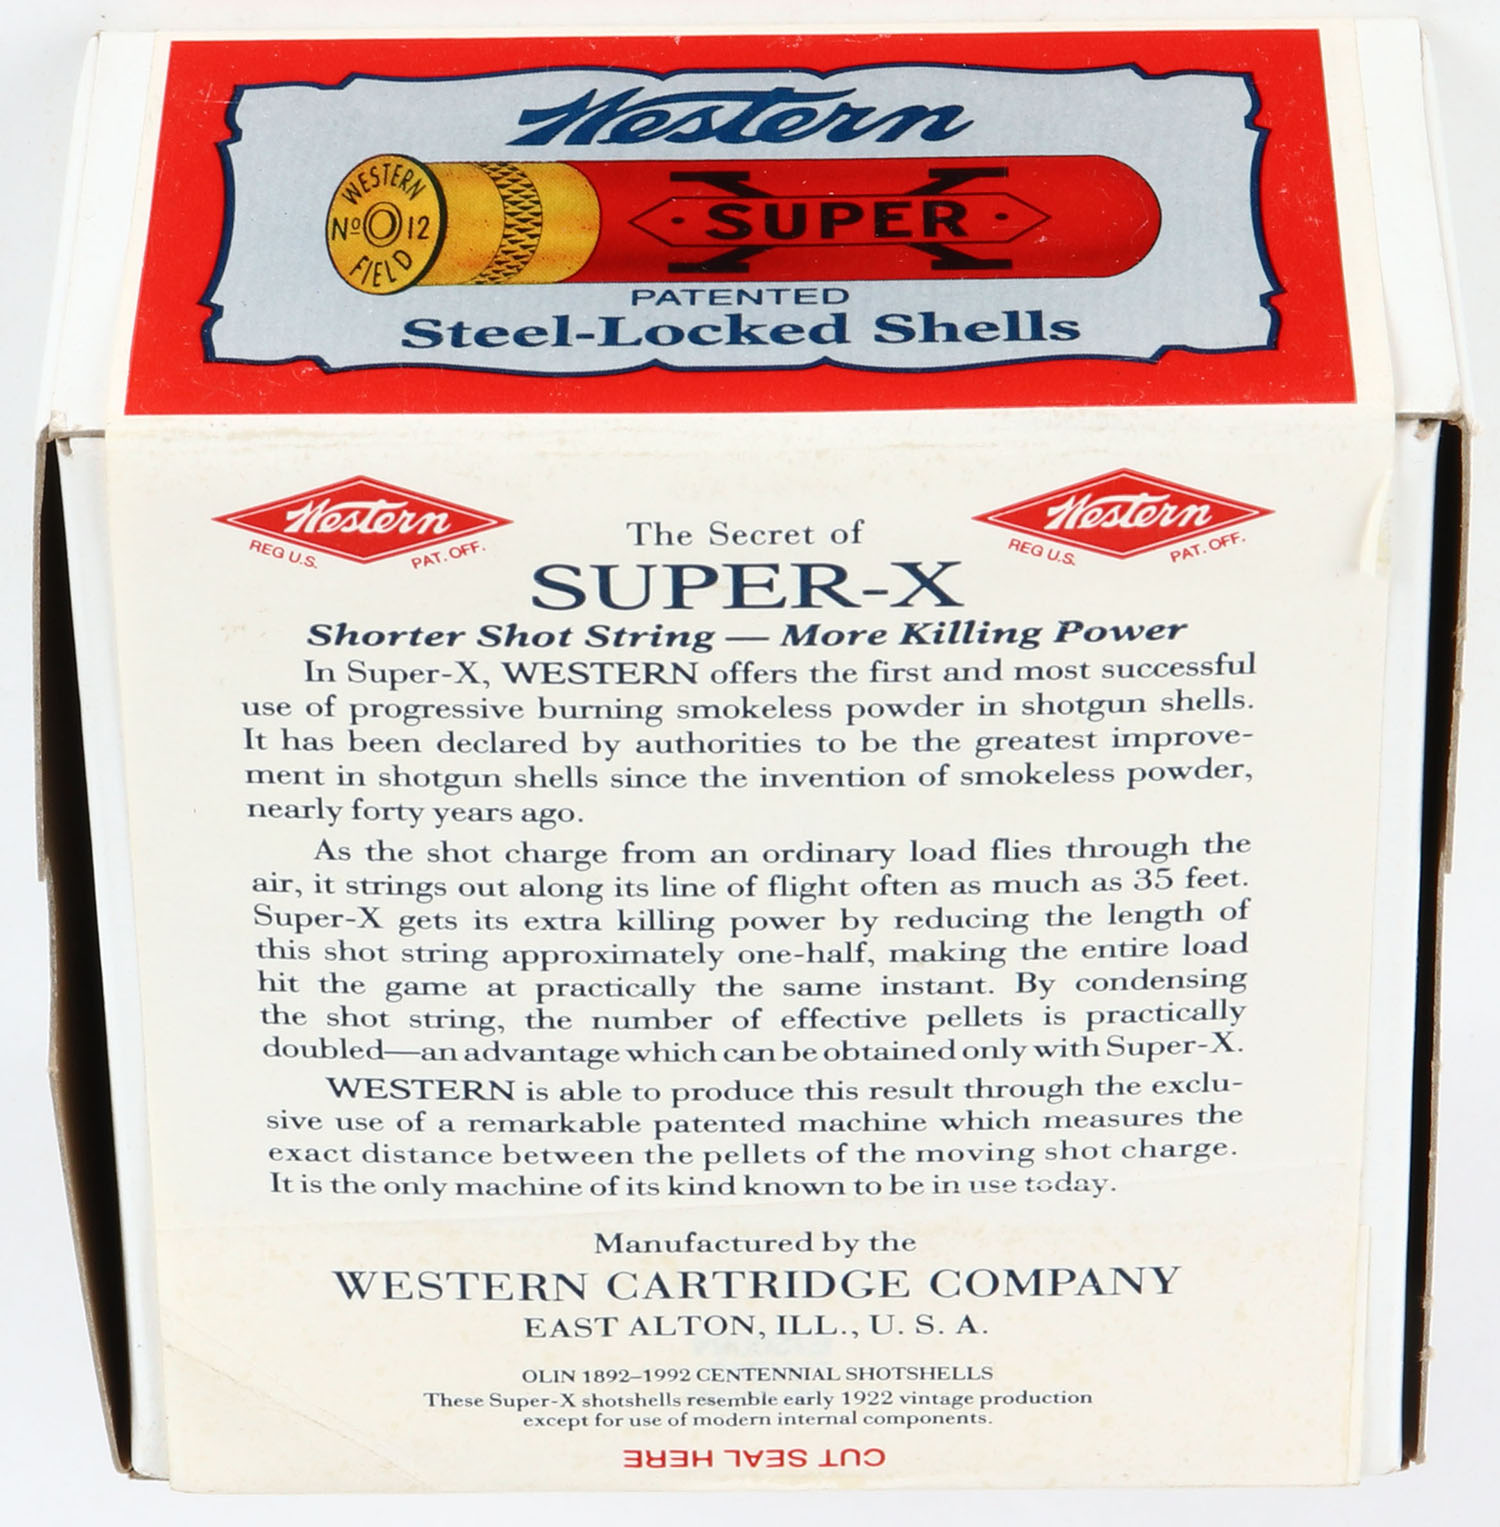 Western
WESTERN
Nº 12
FIELD
SUPER X
PATENTED
Steel-Locked Shells
Western
REG U.S. PAT. OFF.
Western
REG U.S. PAT. OFF.
The Secret of
SUPER-X
Shorter Shot String — More Killing Power
In Super-X, WESTERN offers the first and most successful
use of progressive burning smokeless powder in shotgun shells.
It has been declared by authorities to be the greatest improve-
ment in shotgun shells since the invention of smokeless powder,
nearly forty years ago.
As the shot charge from an ordinary load flies through the
air, it strings out along its line of flight often as much as 35 feet.
Super-X gets its extra killing power by reducing the length of
this shot string approximately one-half, making the entire load
hit the game at practically the same instant. By condensing
the shot string, the number of effective pellets is practically
doubled—an advantage which can be obtained only with Super-X.
WESTERN is able to produce this result through the exclu-
sive use of a remarkable patented machine which measures the
exact distance between the pellets of the moving shot charge.
It is the only machine of its kind known to be in use today.
Manufactured by the
WESTERN CARTRIDGE COMPANY
EAST ALTON, ILL., U. S. A.
OLIN 1892–1992 CENTENNIAL SHOTSHELLS
These Super-X shotshells resemble early 1922 vintage production
except for use of modern internal components.
CUT SEAL HERE